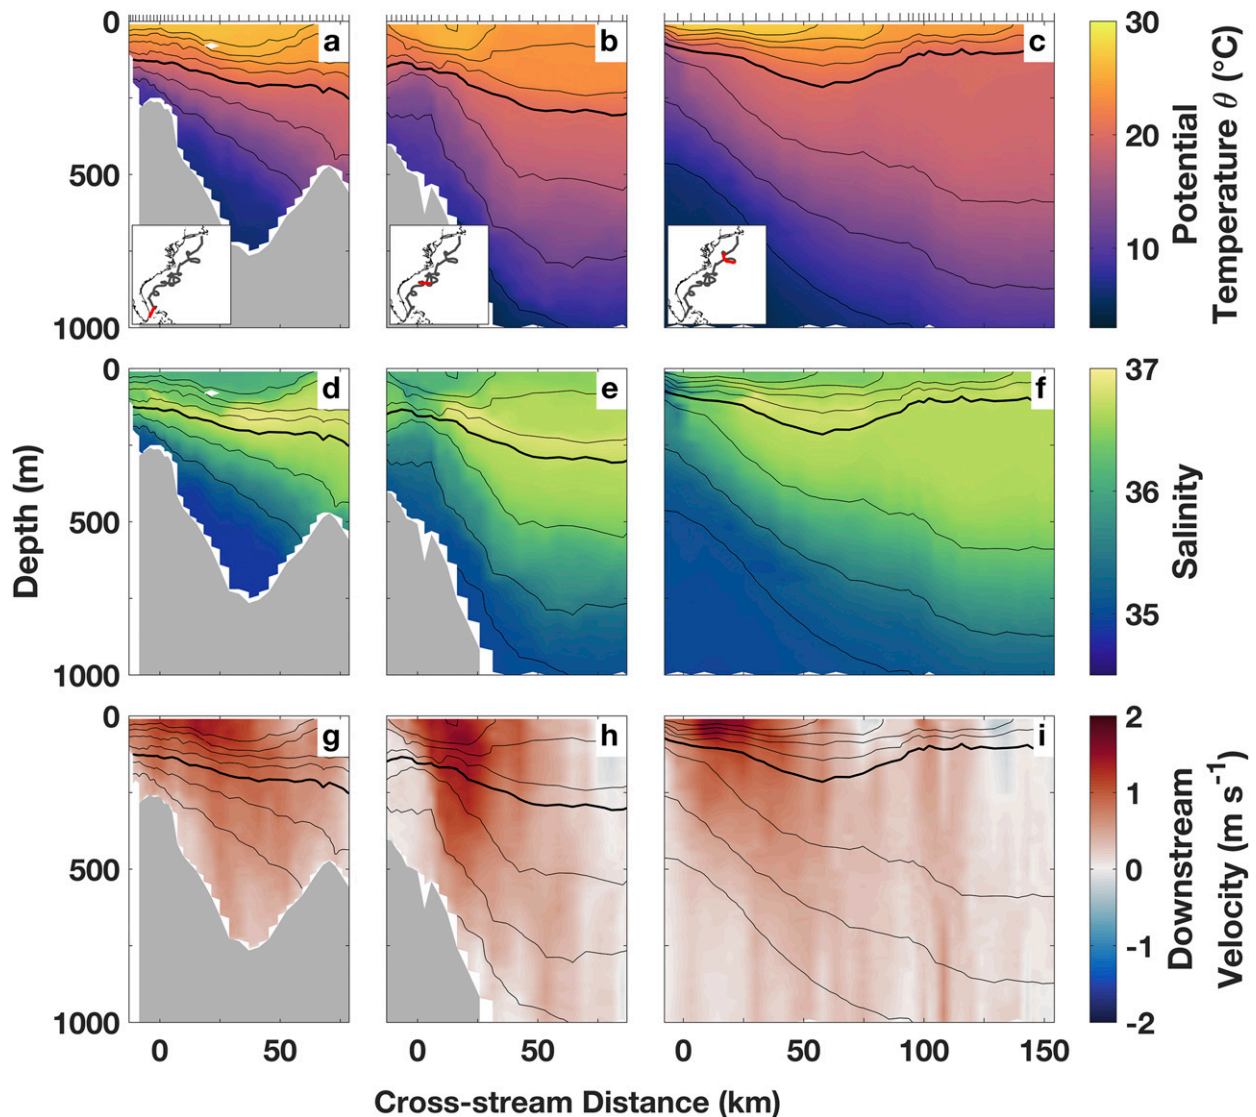 a
b
c
0
500
1000
30
20
10
Potential
Temperature θ (°C)
d
e
f
0
500
1000
Depth (m)
37
36
35
Salinity
g
h
i
0
500
1000
2
1
0
-1
-2
Downstream
Velocity (m s⁻¹)
0 50 0 50 0 50 100 150
Cross-stream Distance (km)